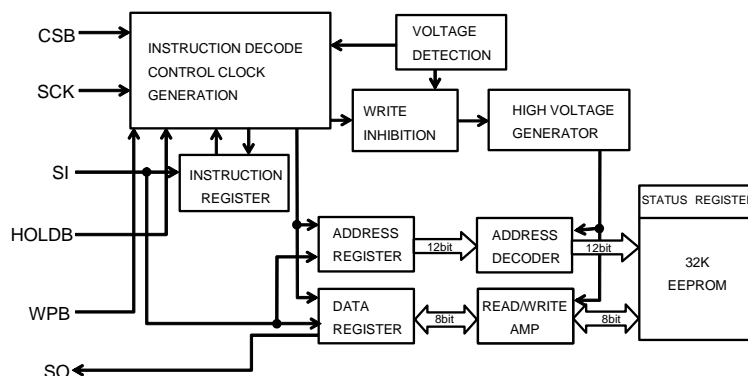 CSB
SCK
SI
HOLDB
WPB
SO
INSTRUCTION DECODE
CONTROL CLOCK
GENERATION
VOLTAGE
DETECTION
WRITE
INHIBITION
HIGH VOLTAGE
GENERATOR
INSTRUCTION
REGISTER
ADDRESS
REGISTER
12bit
ADDRESS
DECODER
12bit
STATUS REGISTER
32K
EEPROM
DATA
REGISTER
8bit
READ/WRITE
AMP
8bit